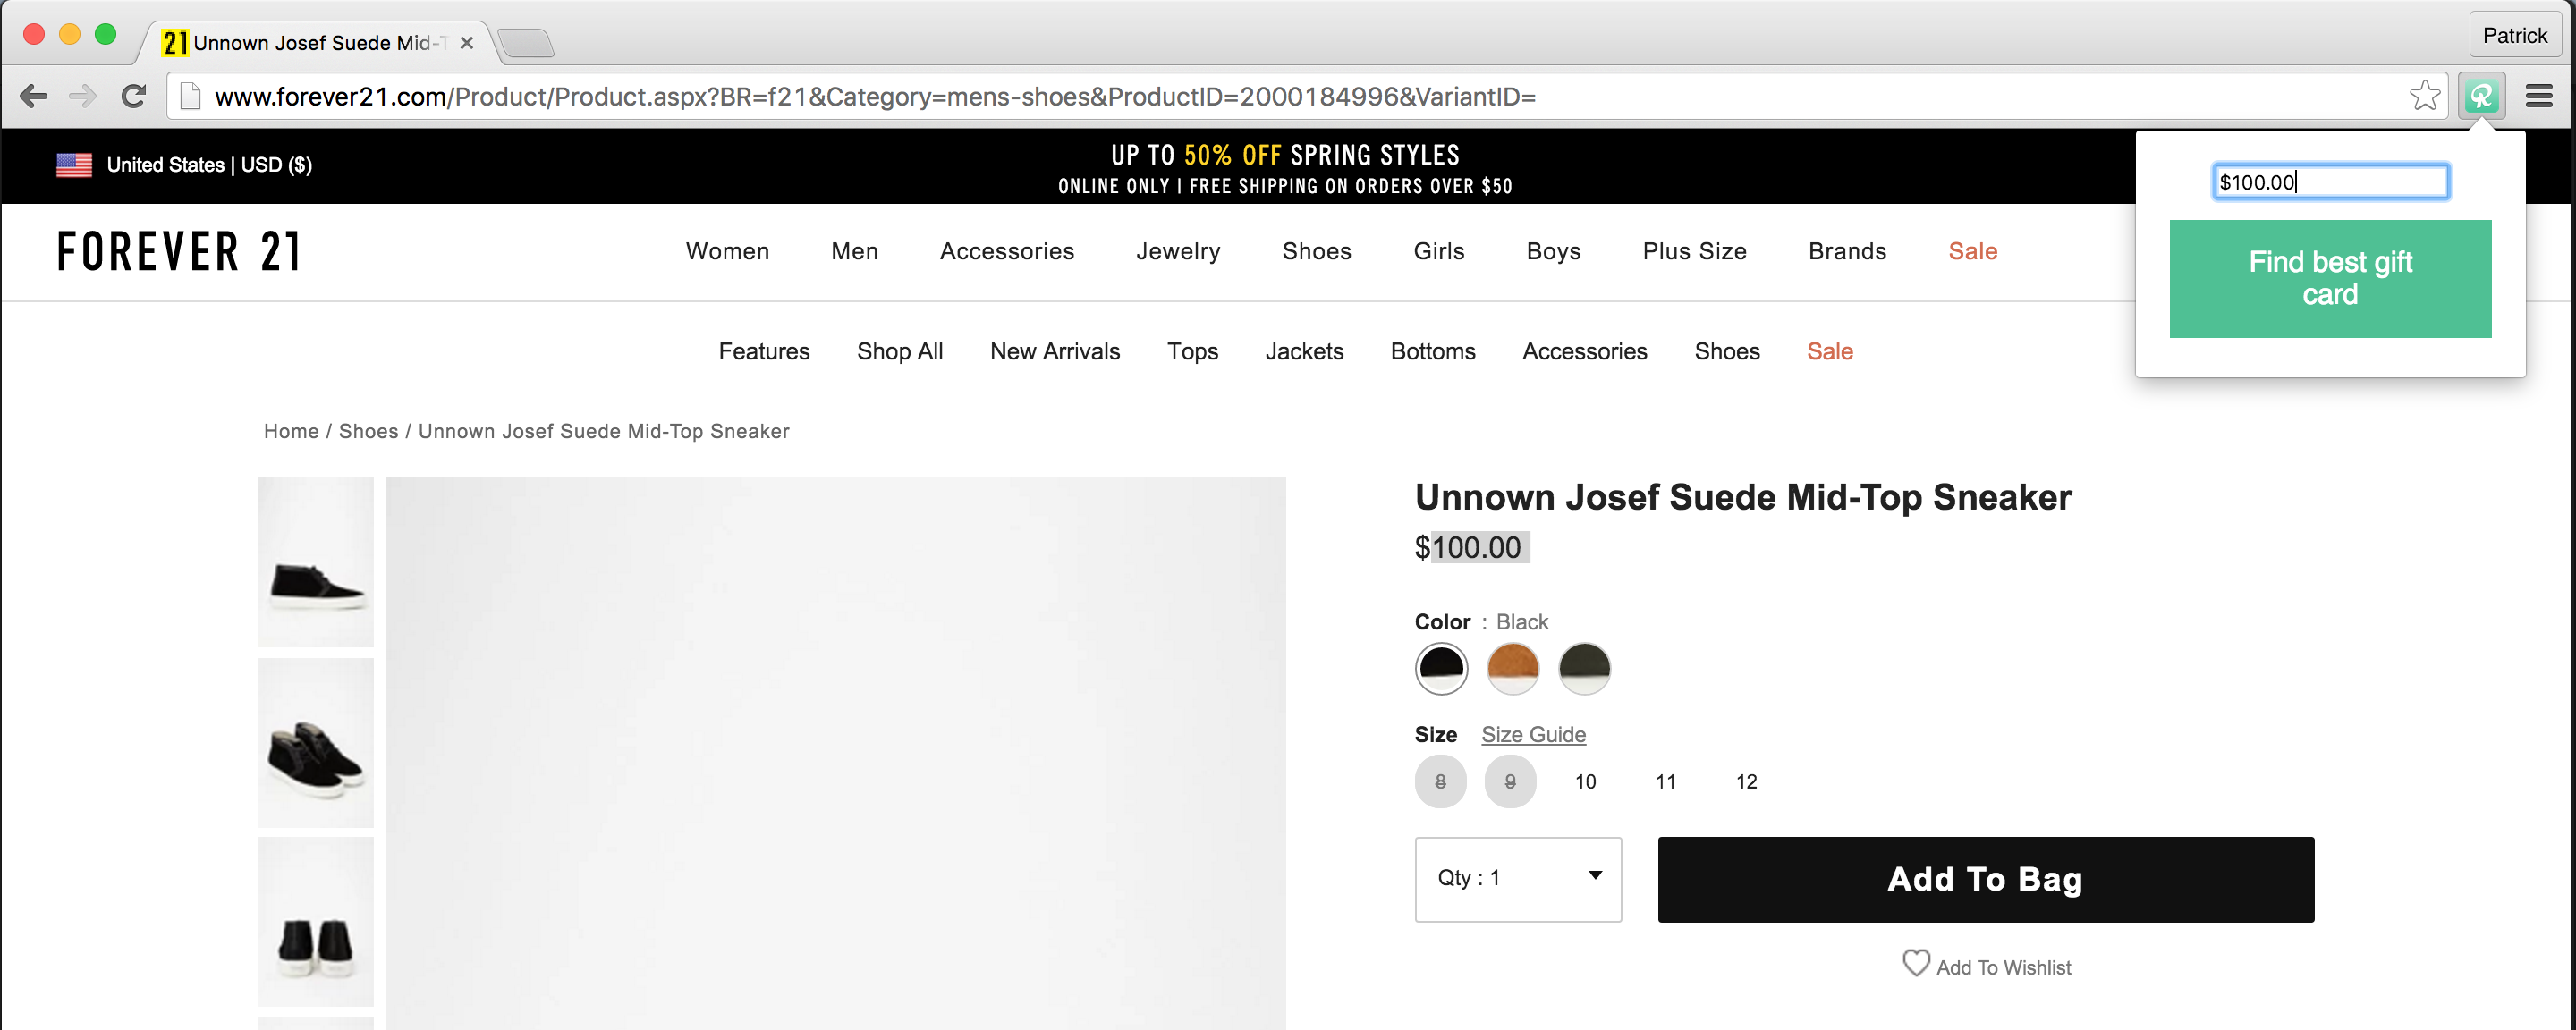 21 Unnown Josef Suede Mid-T
Patrick
www.forever21.com/Product/Product.aspx?BR=f21&Category=mens-shoes&ProductID=2000184996&VariantID=
United States | USD ($)
UP TO 50% OFF SPRING STYLES
ONLINE ONLY | FREE SHIPPING ON ORDERS OVER $50
$100.00
Find best gift
card
FOREVER 21
Women Men Accessories Jewelry Shoes Girls Boys Plus Size Brands Sale
Features Shop All New Arrivals Tops Jackets Bottoms Accessories Shoes Sale
Home / Shoes / Unnown Josef Suede Mid-Top Sneaker
Unnown Josef Suede Mid-Top Sneaker
$100.00
Color : Black
Size Size Guide
8 9 10 11 12
Qty : 1
Add To Bag
Add To Wishlist